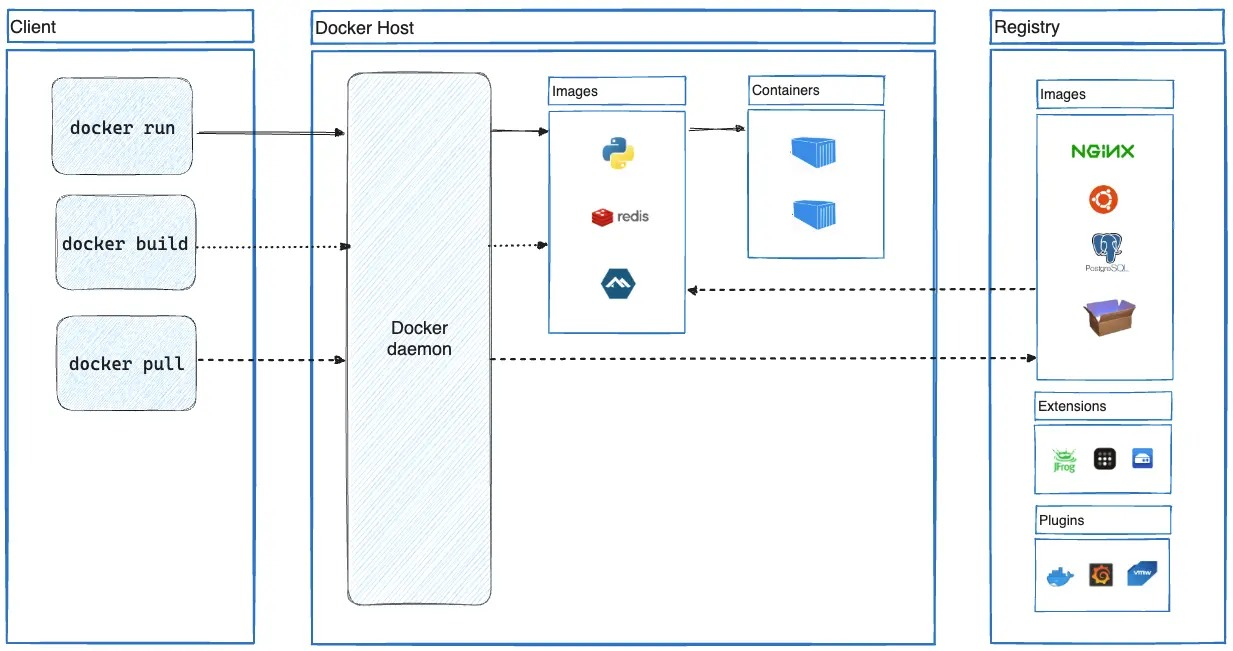 Client
docker run
docker build
docker pull
Docker Host
Docker
daemon
Images
redis
Containers
Registry
Images
NGINX
PostgreSQL
Extensions
JFrog
Plugins
vmw